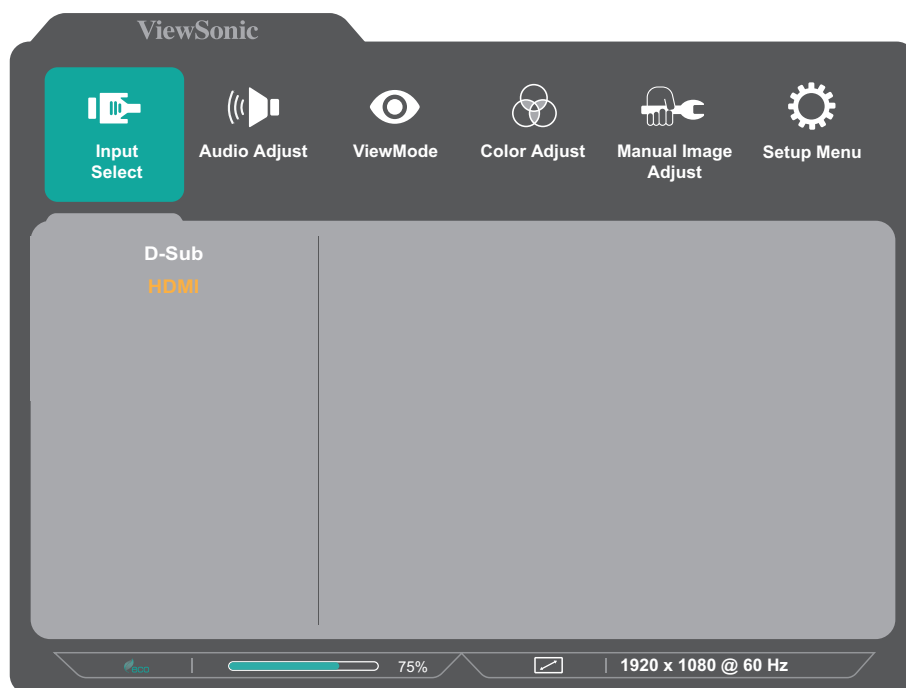 ViewSonic
Input
Select
Audio Adjust
ViewMode
Color Adjust
Manual Image
Adjust
Setup Menu
D-Sub
HDMI
ECO
75%
1920 x 1080 @ 60 Hz